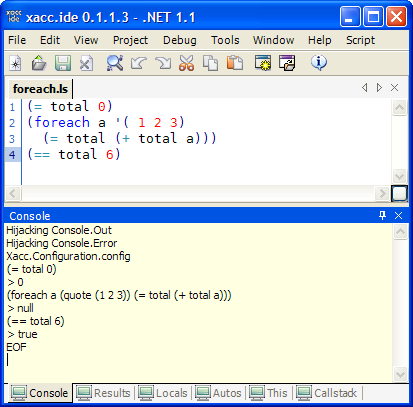 xacc ide xacc.ide 0.1.1.3 - .NET 1.1
File Edit View Project Debug Tools Window Help Script
foreach.ls
1 (= total 0)
2 (foreach a '( 1 2 3)
3 (= total (+ total a)))
4 (== total 6)
Console
Hijacking Console.Out
Hijacking Console.Error
Xacc.Configuration.config
(= total 0)
> 0
(foreach a (quote (1 2 3)) (= total (+ total a)))
> null
(== total 6)
> true
EOF
Console Results Locals Autos This Callstack